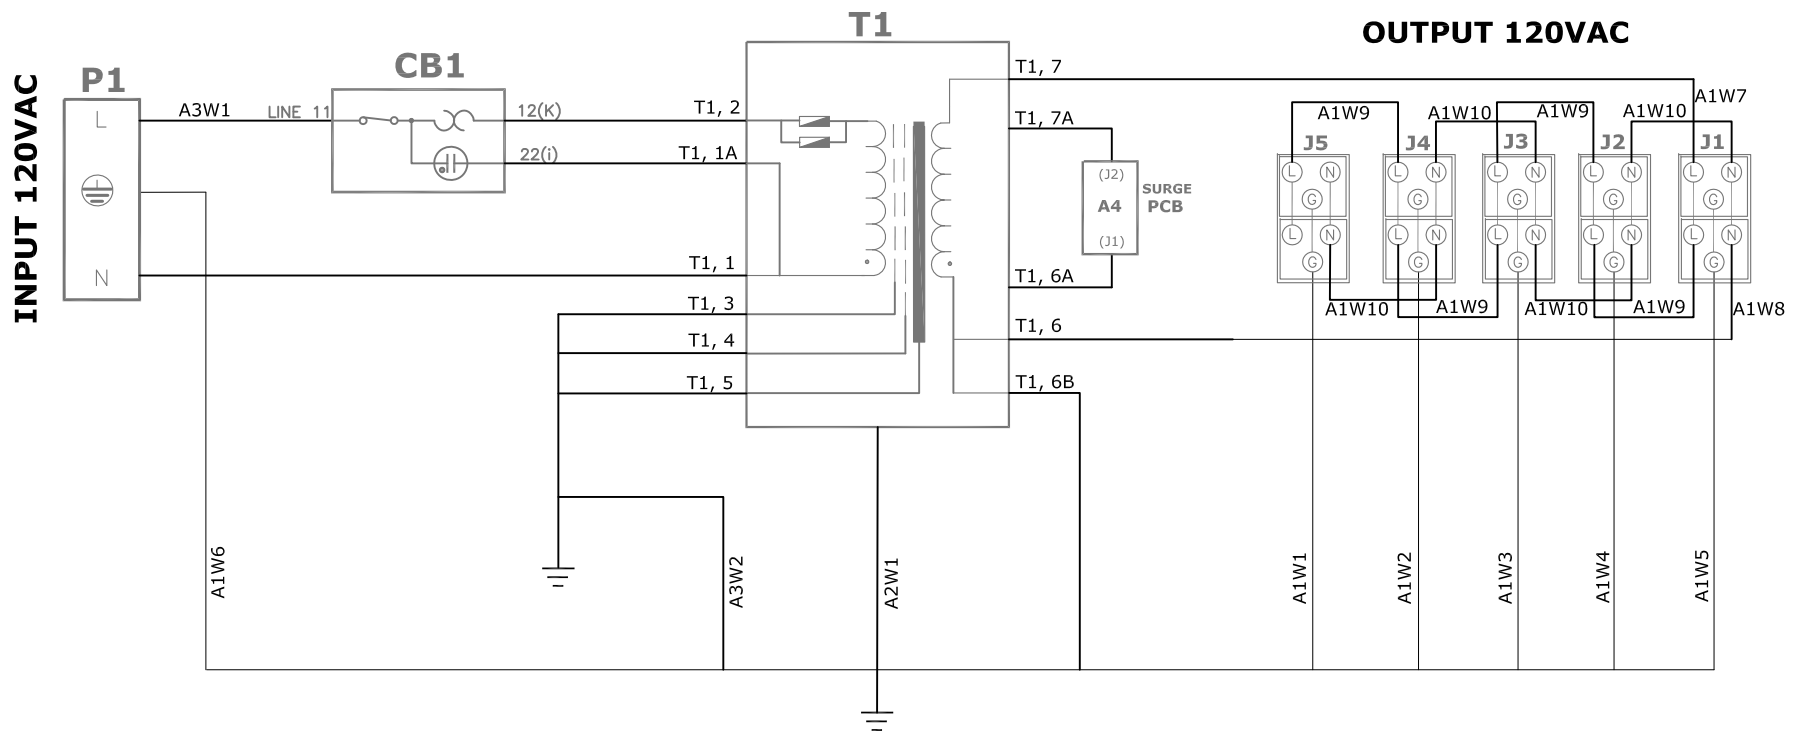 INPUT 120VAC
OUTPUT 120VAC
P1
L
N
A3W1
CB1
LINE 11
12(K)
22(i)
T1
T1, 2
T1, 1A
T1, 1
T1, 3
T1, 4
T1, 5
T1, 7
T1, 7A
T1, 6A
T1, 6
T1, 6B
(J2)
A4
(J1)
SURGE
PCB
A1W9
A1W10
A1W9
A1W10
A1W7
J5
J4
J3
J2
J1
L N
L N
L N
L N
L N
G
G
G
G
G
L N
L N
L N
L N
L N
G
G
G
G
G
A1W10
A1W9
A1W10
A1W9
A1W8
A1W6
A3W2
A2W1
A1W1
A1W2
A1W3
A1W4
A1W5